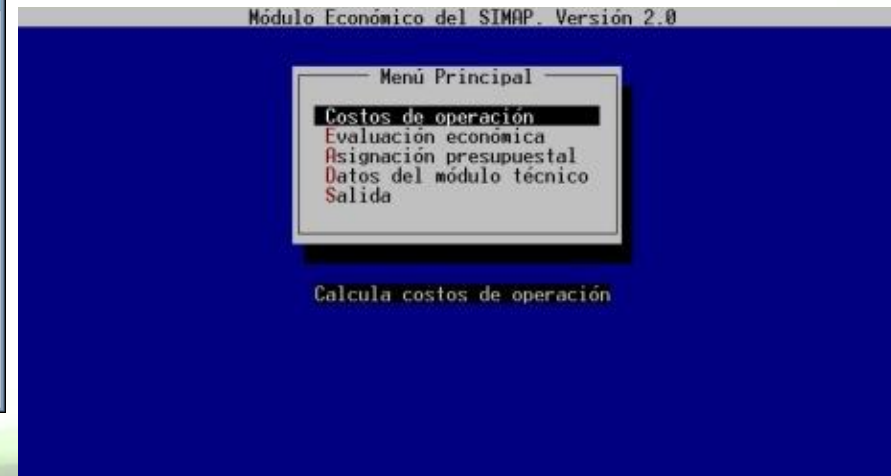 Módulo Económico del SIMAP. Versión 2.0
Menú Principal
Costos de operación
Evaluación económica
Asignación presupuestal
Datos del módulo técnico
Salida
Calcula costos de operación